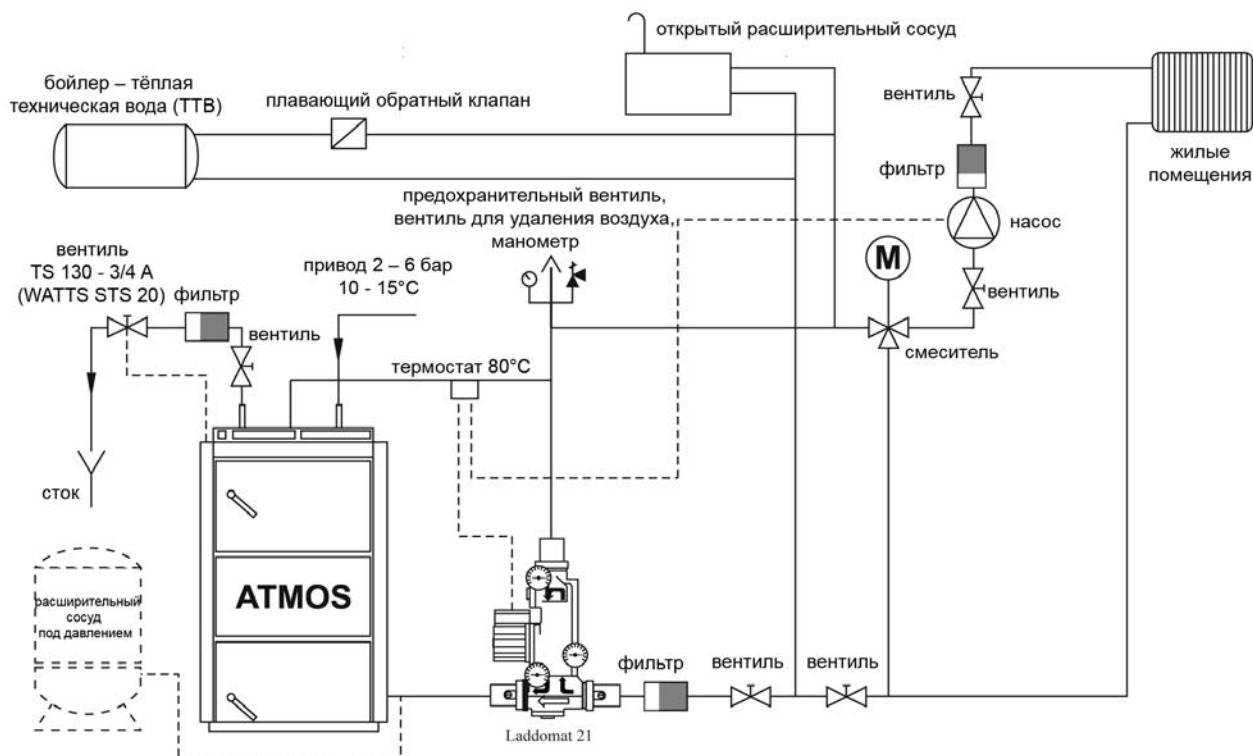 открытый расширительный сосуд
бойлер – тёплая
техническая вода (ТТВ)
плавающий обратный клапан
вентиль
фильтр
жилые
помещения
предохранительный вентиль,
вентиль для удаления воздуха,
манометр
насос
M
вентиль
смеситель
вентиль
TS 130 - 3/4 A
(WATTS STS 20)
фильтр
вентиль
привод 2 – 6 бар
10 - 15°C
термостат 80°C
сток
расширительный
сосуд
под давлением
ATMOS
фильтр
вентиль
вентиль
Laddomat 21